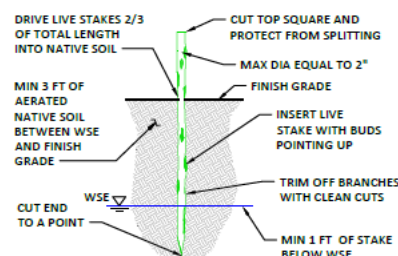 DRIVE LIVE STAKES 2/3
OF TOTAL LENGTH
INTO NATIVE SOIL
CUT TOP SQUARE AND
PROTECT FROM SPLITTING
MAX DIA EQUAL TO 2"
FINISH GRADE
MIN 3 FT OF
AERATED
NATIVE SOIL
BETWEEN WSE
AND FINISH
GRADE
INSERT LIVE
STAKE WITH BUDS
POINTING UP
TRIM OFF BRANCHES
WITH CLEAN CUTS
WSE
CUT END
TO A POINT
MIN 1 FT OF STAKE
BELOW WSE